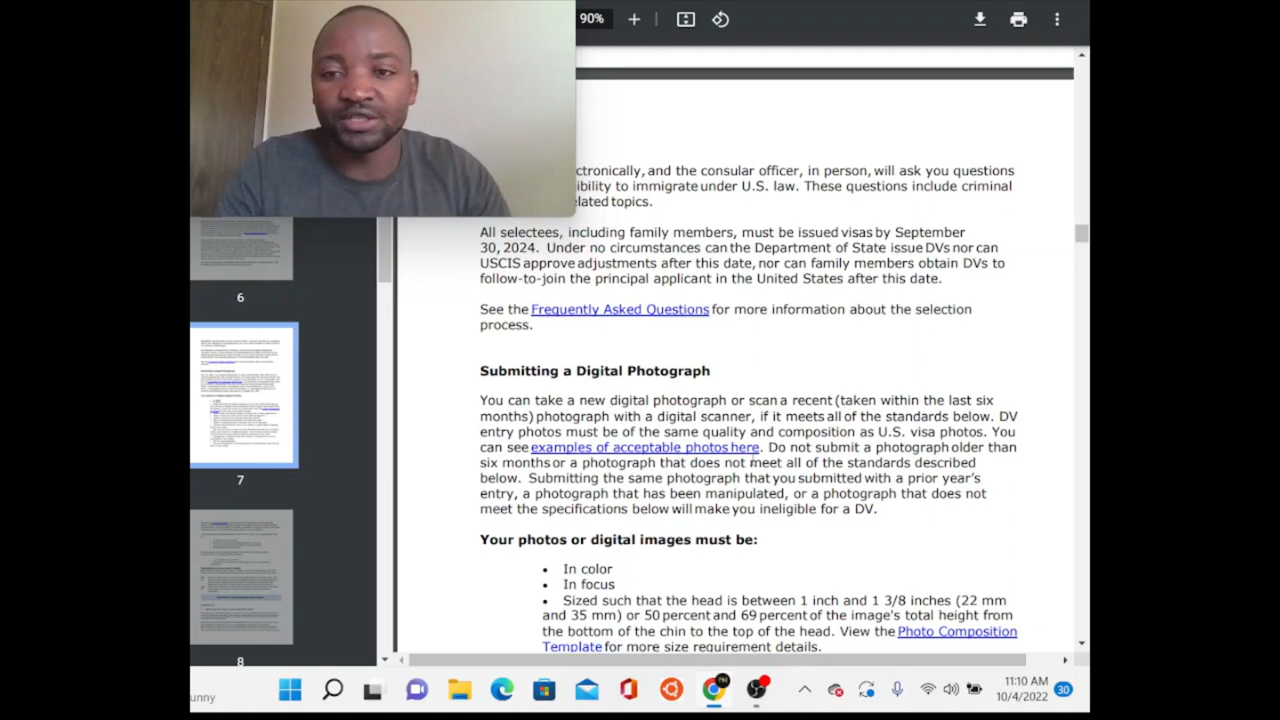 90%
ctronically, and the consular officer, in person, will ask you questions
ibility to immigrate under U.S. law. These questions include criminal
elated topics.
All selectees, including family members, must be issued visas by September
30, 2024. Under no circumstances can the Department of State issue DVs nor can
USCIS approve adjustments after this date, nor can family members obtain DVs to
follow-to-join the principal applicant in the United States after this date.
See the Frequently Asked Questions for more information about the selection
process.
6
Submitting a Digital Photograph
You can take a new digital photograph or scan a recent (taken within the last six
months) photograph with a digital scanner, if it meets all of the standards below. DV
entry photos must be of the same quality and composition as U.S. visa photos. You
can see examples of acceptable photos here. Do not submit a photograph older than
six months or a photograph that does not meet all of the standards described
below. Submitting the same photograph that you submitted with a prior year's
entry, a photograph that has been manipulated, or a photograph that does not
meet the specifications below will make you ineligible for a DV.
7
Your photos or digital images must be:
• In color
• In focus
• Sized such that the head is between 1 inch and 1 3/8 inches (22 mm
and 35 mm) or 50 percent and 69 percent of the image's total height from
the bottom of the chin to the top of the head. View the Photo Composition
Template for more size requirement details.
8
unny
PH
11:10 AM
10/4/2022
30